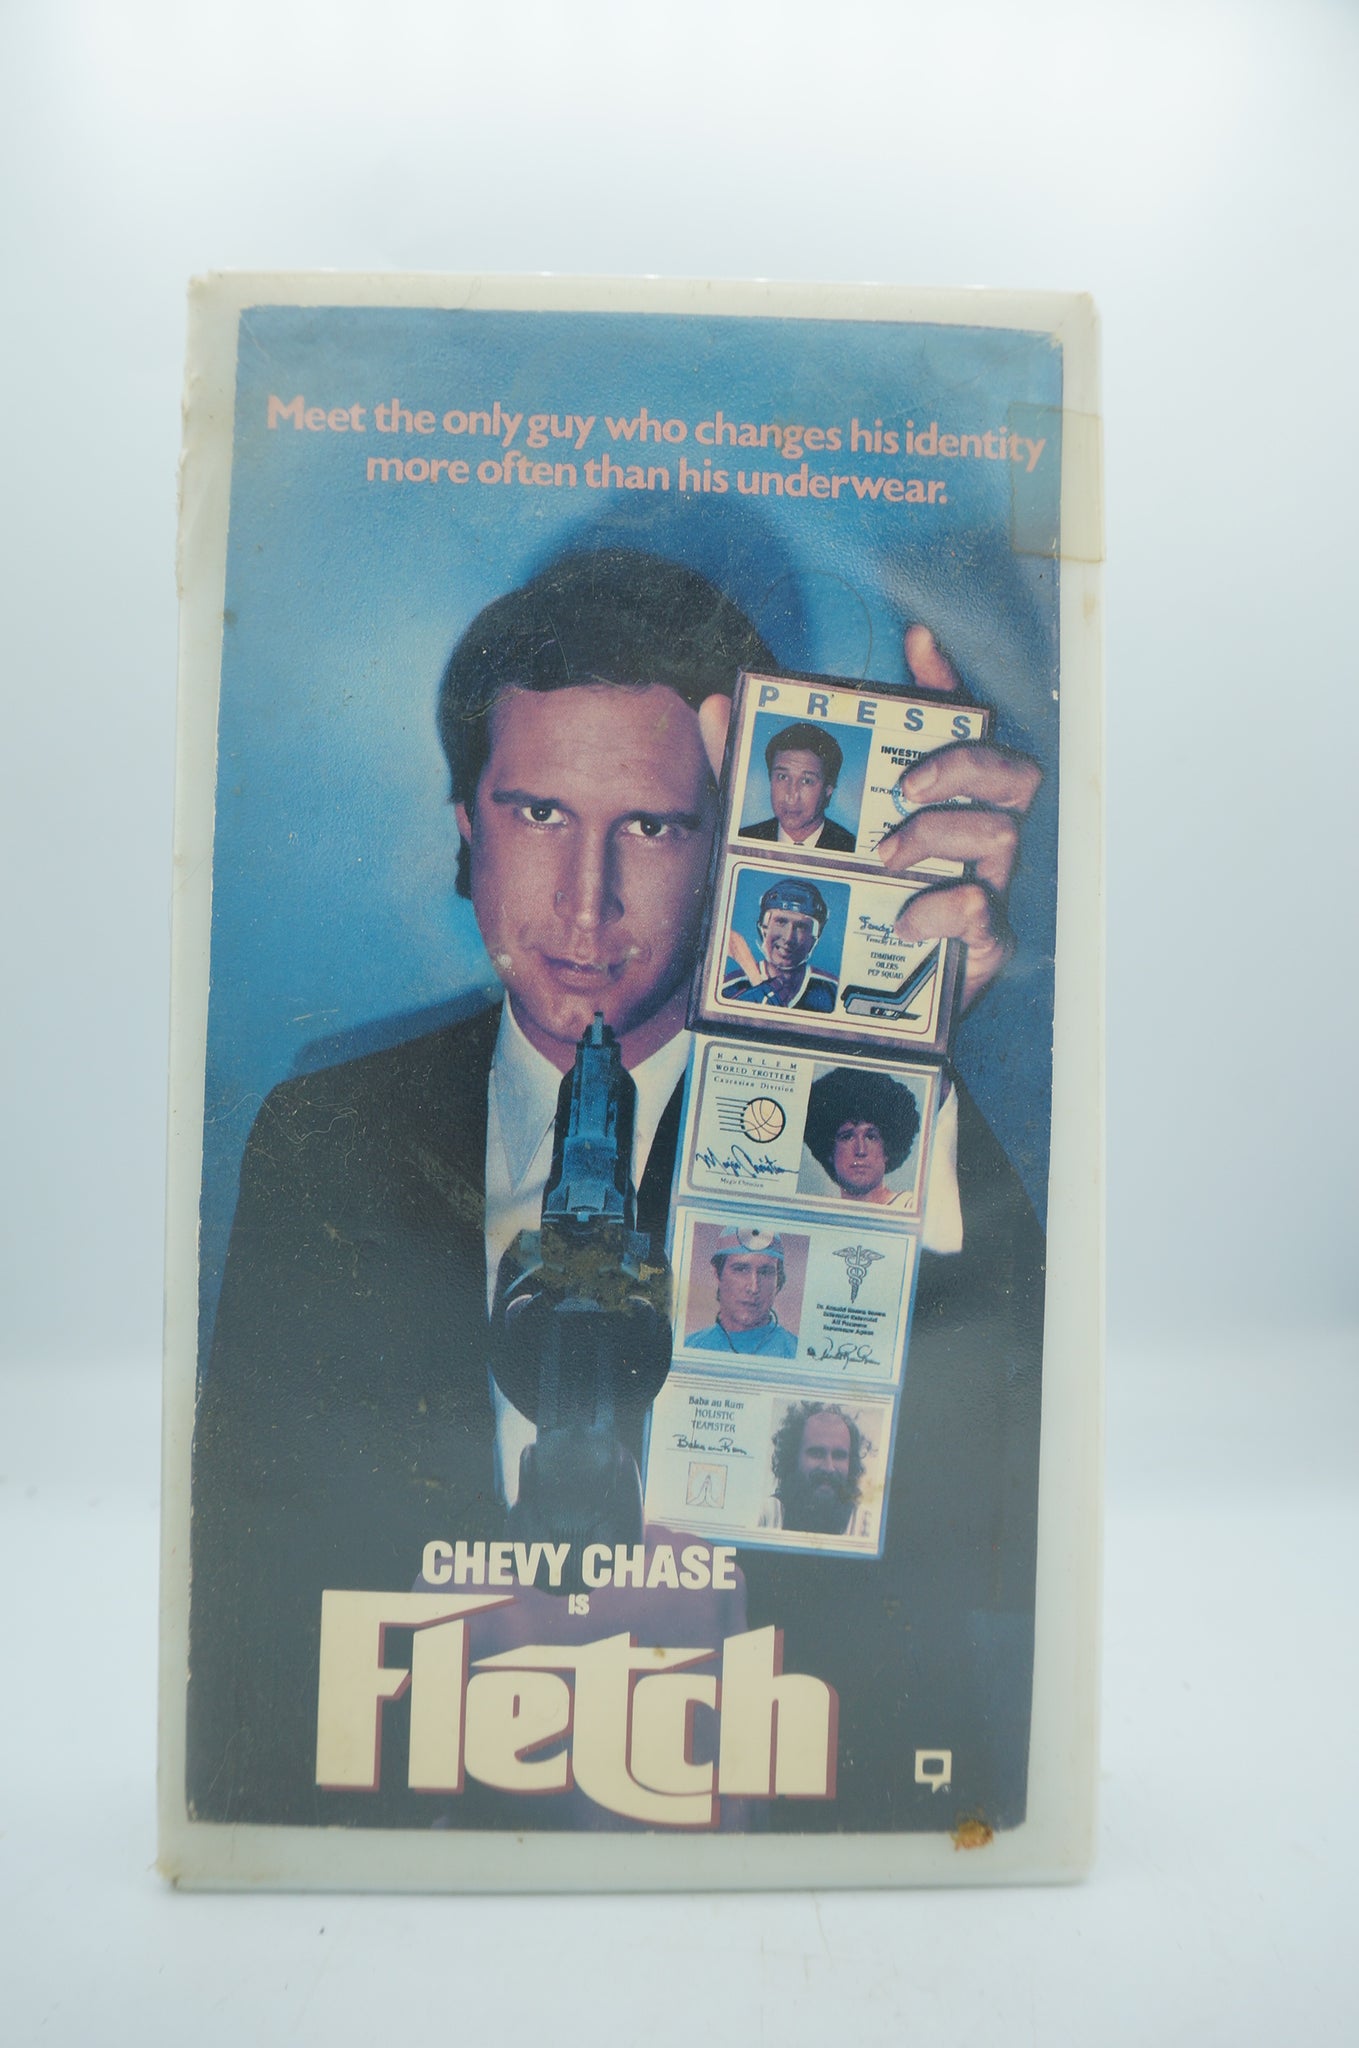 Meet the only guy who changes his identity
more often than his underwear.
PRESS
EDMONTON
OILERS
PEP SQUAD
HARLEM
WORLD TROTTERS
Caucasian Division
Baba au Rum
HOLISTIC
TEAMSTER
CHEVY CHASE
IS
Fletch